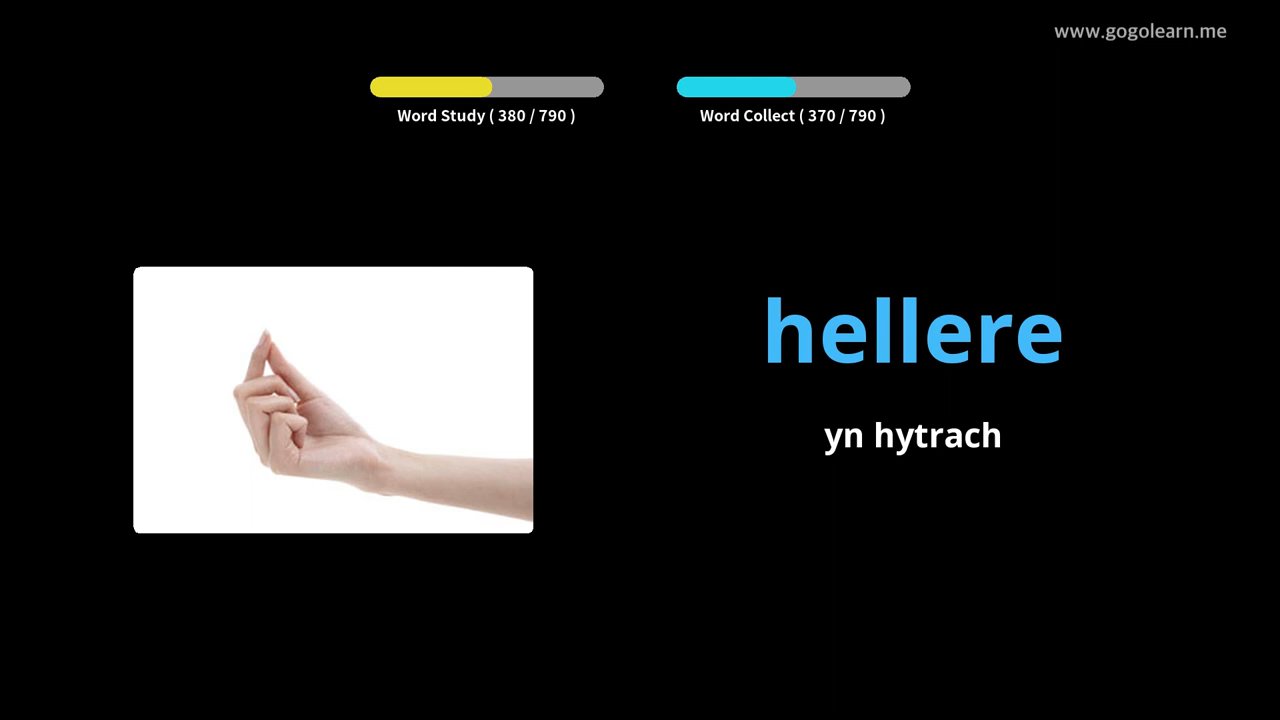 www.gogolearn.me
Word Study ( 380 / 790 )
Word Collect ( 370 / 790 )
hellere
yn hytrach